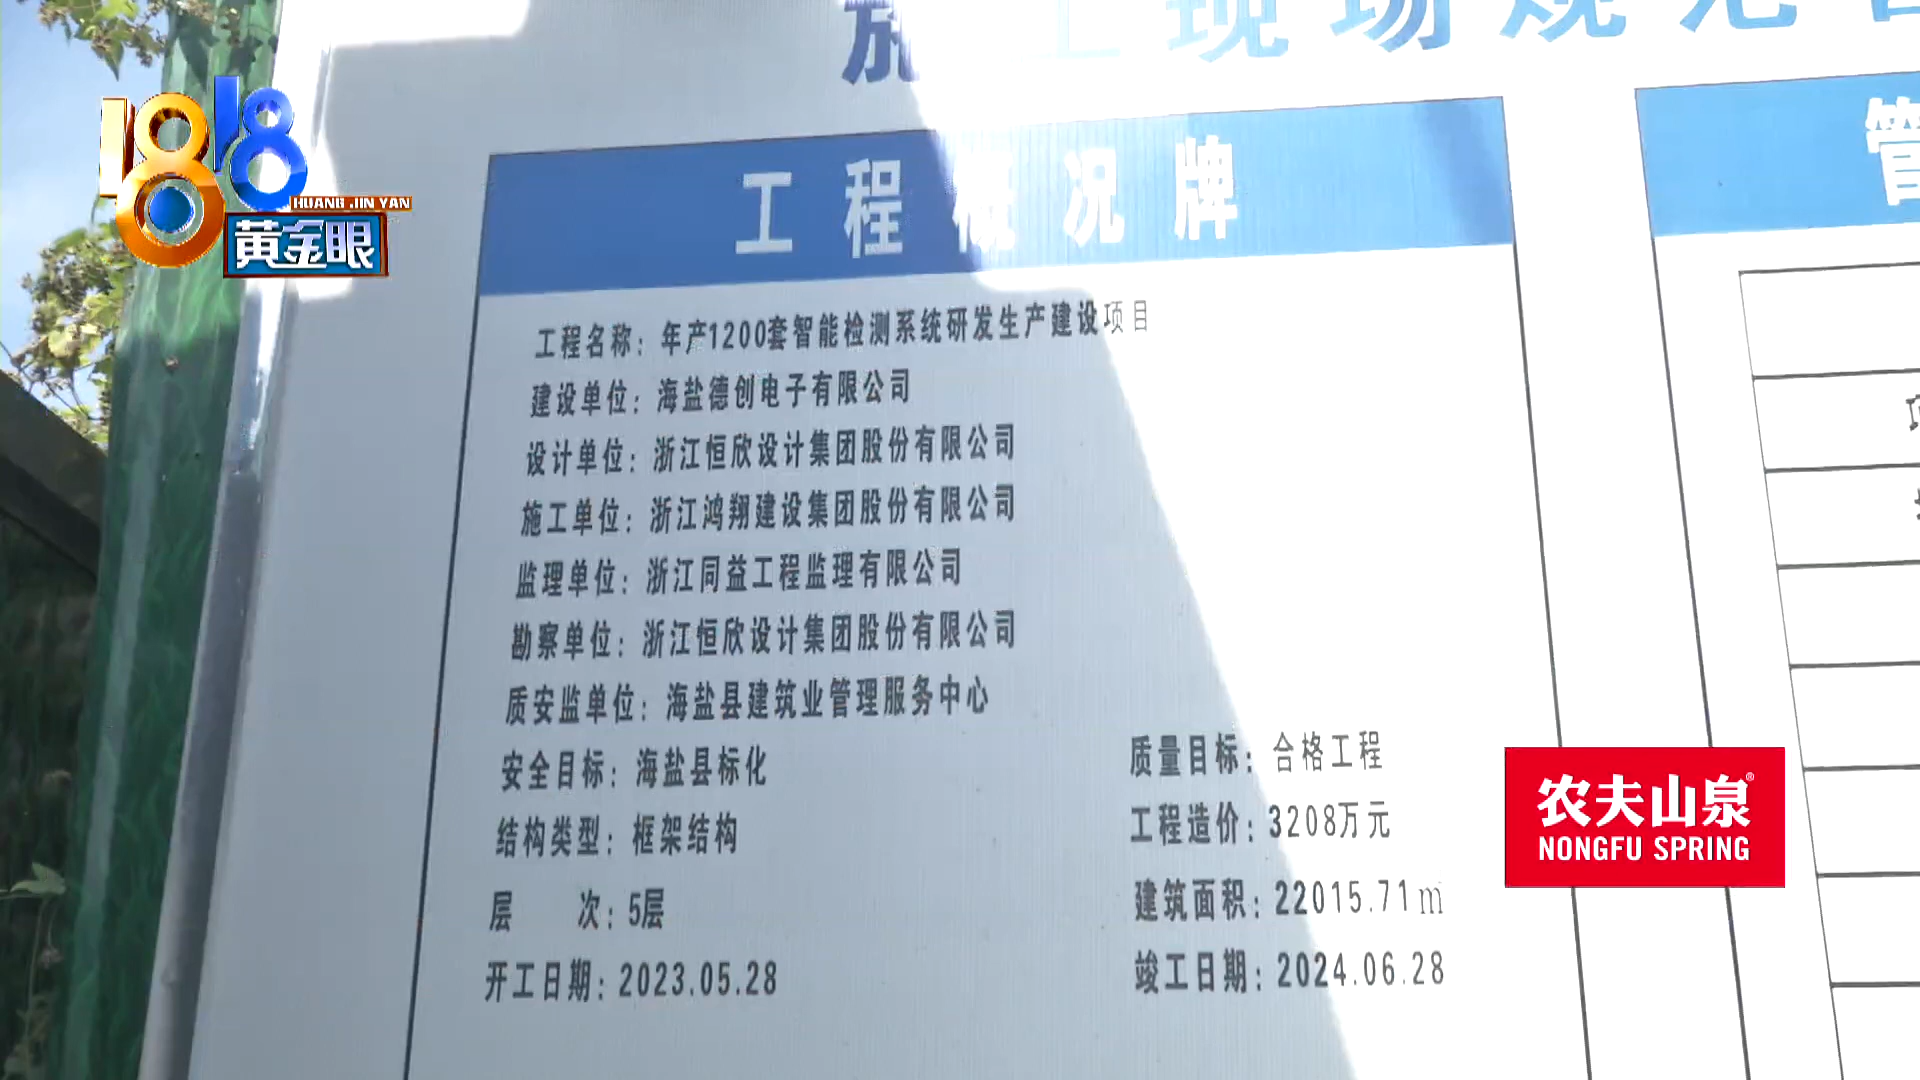 施工现场规范
1818
HUANG JIN YAN
黄金眼
工程概况牌
管
工程名称：年产1200套智能检测系统研发生产建设项目
建设单位：海盐德创电子有限公司
设计单位：浙江恒欣设计集团股份有限公司
施工单位：浙江鸿翔建设集团股份有限公司
监理单位：浙江同益工程监理有限公司
勘察单位：浙江恒欣设计集团股份有限公司
质安监单位：海盐县建筑业管理服务中心
安全目标：海盐县标化
质量目标：合格工程
结构类型：框架结构
工程造价：3208万元
层 次：5层
建筑面积：22015.71㎡
开工日期：2023.05.28
竣工日期：2024.06.28
农夫山泉®
NONGFU SPRING